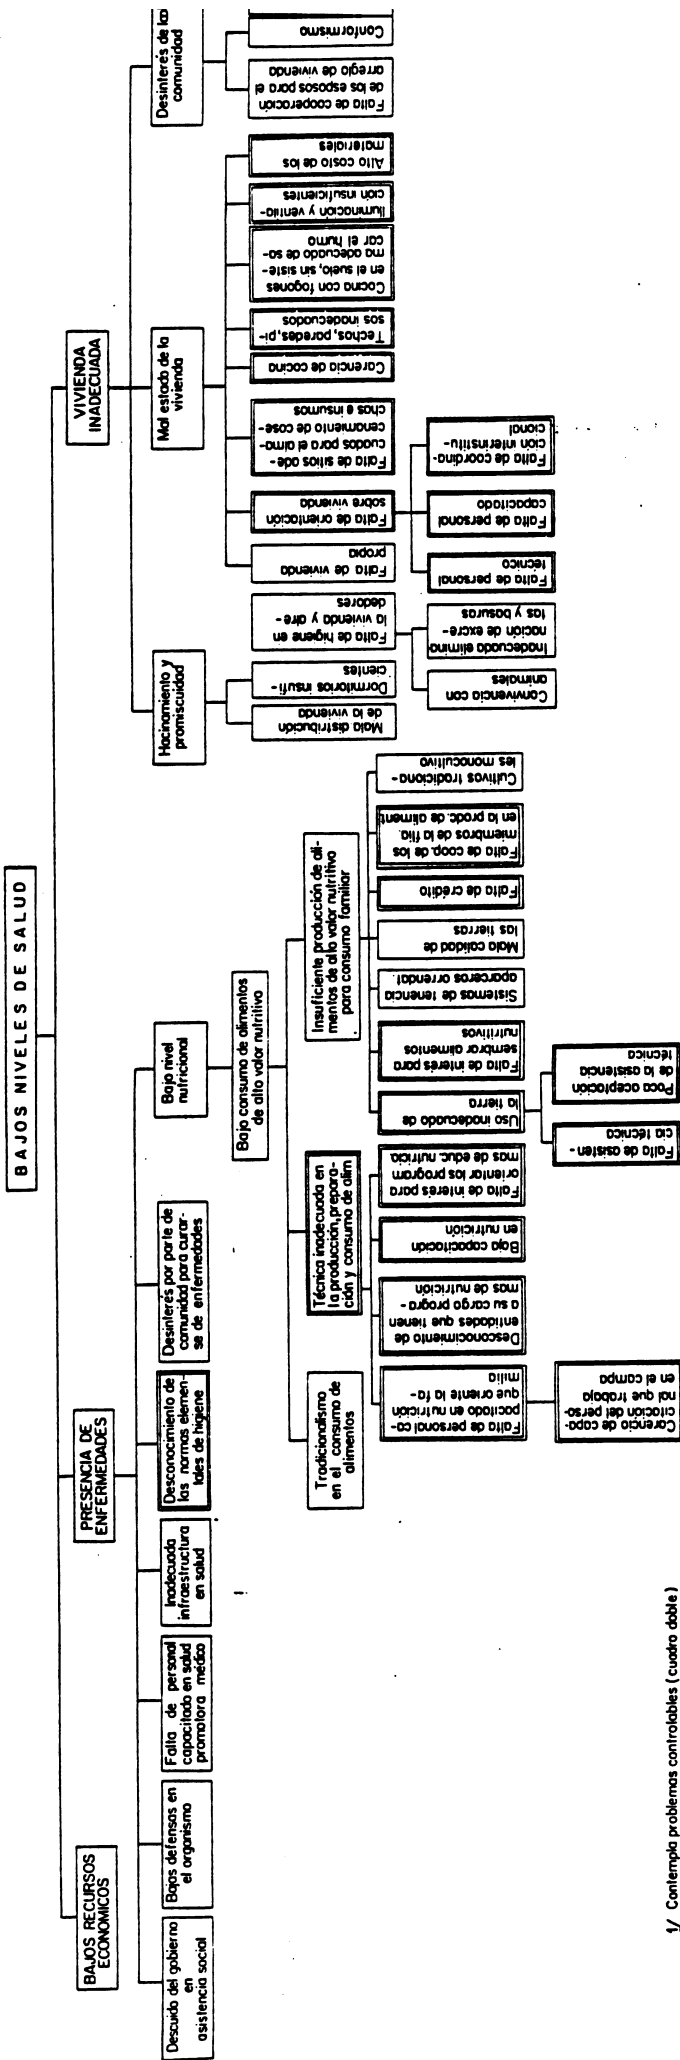 BAJOS NIVELES DE SALUD
BAJOS RECURSOS
ECONOMICOS
PRESENCIA DE
ENFERMEDADES
VIVIENDA
INADECUADA
Descuido del gobierno
en
asistencia social
Bajas defensas en
el organismo
Falta de personal
capacitado en salud
promotora médico
Inadecuada
infraestructura
en salud
Desconocimiento de
las normas elemen-
tales de higiene
Desinterés por parte de
comunidad para curar-
se de enfermedades
Bajo nivel
nutricional
Hacinamiento y
promiscuidad
Mal estado de la
vivienda
Desinterés de la
comunidad
Bajo consumo de alimentos
de alto valor nutritivo
Mala distribución
de la vivienda
Dormitorios insufi-
cientes
Falta de higiene en
la vivienda y alre-
dedores
Falta de vivienda
propia
Falta de orientación
sobre vivienda
Falta de sitios ade-
cuados para el alma-
cenamiento de cose-
chas e insumos
Carencia de cocina
Techos, paredes, pi-
sos inadecuados
Cocina con fogones
en el suelo, sin siste-
ma adecuado de sa-
car el humo
Iluminación y ventila-
ción insuficientes
Alto costo de los
materiales
Falta de cooperación
de los esposos para el
arreglo de vivienda
Conformismo
Tradicionalismo
en el consumo de
alimentos
Técnica inadecuada en
la producción, prepara-
ción y consumo de alim
Insuficiente producción de ali-
mentos de alto valor nutritivo
para consumo familiar
Convivencia con
animales
Inadecuada elimi-
nación de excre-
tas y basuras
Falta de personal
técnico
Falta de personal
capacitado
Falta de coordina-
ción interinstitu-
cional
Falta de personal ca-
pacitado en nutrición
que oriente la fa-
milia
Desconocimiento de
entidades que tienen
a su cargo progra-
mas de nutrición
Baja capacitación
en nutrición
Falta de interés para
orientar los program
mas de educ. nutricia.
Uso inadecuado de
la tierra
Falta de interés para
sembrar alimentos
nutritivos
Sistemas de tenencia
aparceros arrendat.
Mala calidad de
las tierras
Falta de crédito
Falta de coop. de los
miembros de la flia.
en la prodc. de aliment
Cultivos tradiciona-
les monocultivo
Carencia de capa-
citación del perso-
nal que trabaja
en el campo
Falta de asisten-
cia técnica
Poca aceptación
de la asistencia
técnica
1/ Contempla problemas controlables (cuadro doble)